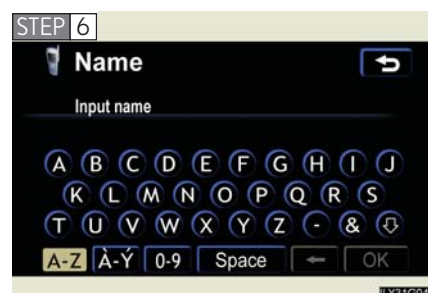 STEP 6
Name
Input name
A B C D E F G H I J
K L M N O P Q R S
T U V W X Y Z - &
A-Z À-Ý 0-9 Space ← OK